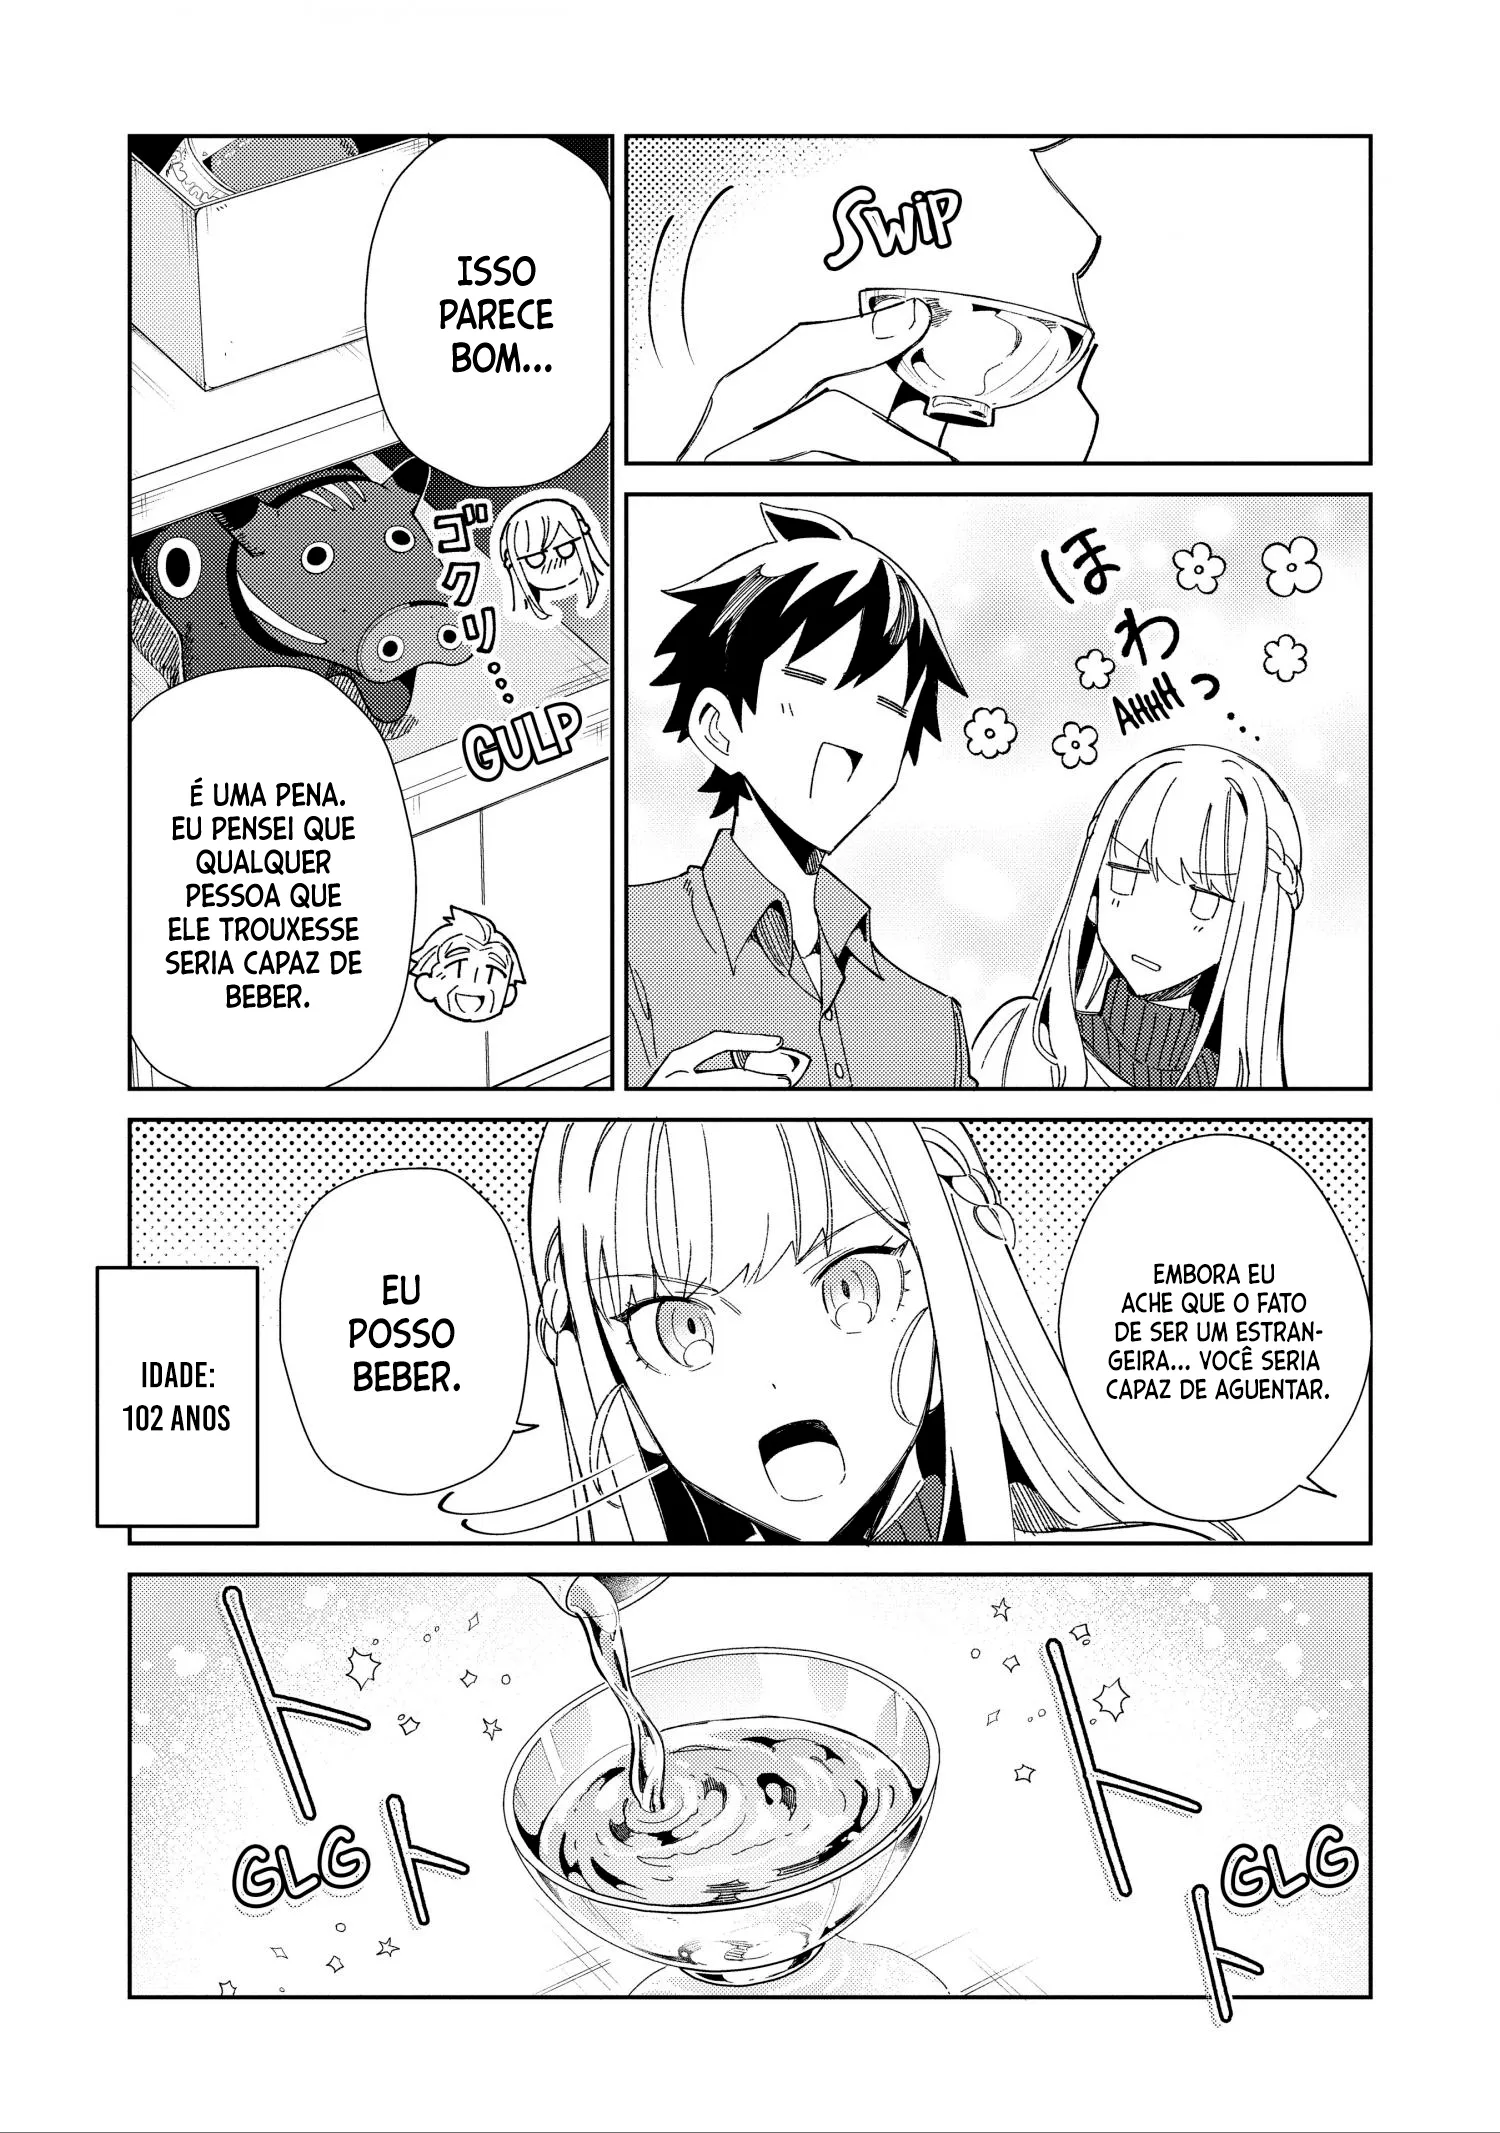 SWIP
ほわっ..
AHHH
ISSO
PARECE
BOM...
ゴクリ...
GULP
É UMA PENA.
EU PENSEI QUE
QUALQUER
PESSOA QUE
ELE TROUXESSE
SERIA CAPAZ DE
BEBER.
EMBORA EU
ACHE QUE O FATO
DE SER UM ESTRAN-
GEIRA... VOCÊ SERIA
CAPAZ DE AGUENTAR.
EU
POSSO
BEBER.
IDADE:
102 ANOS
トト
GLG
トト
GLG